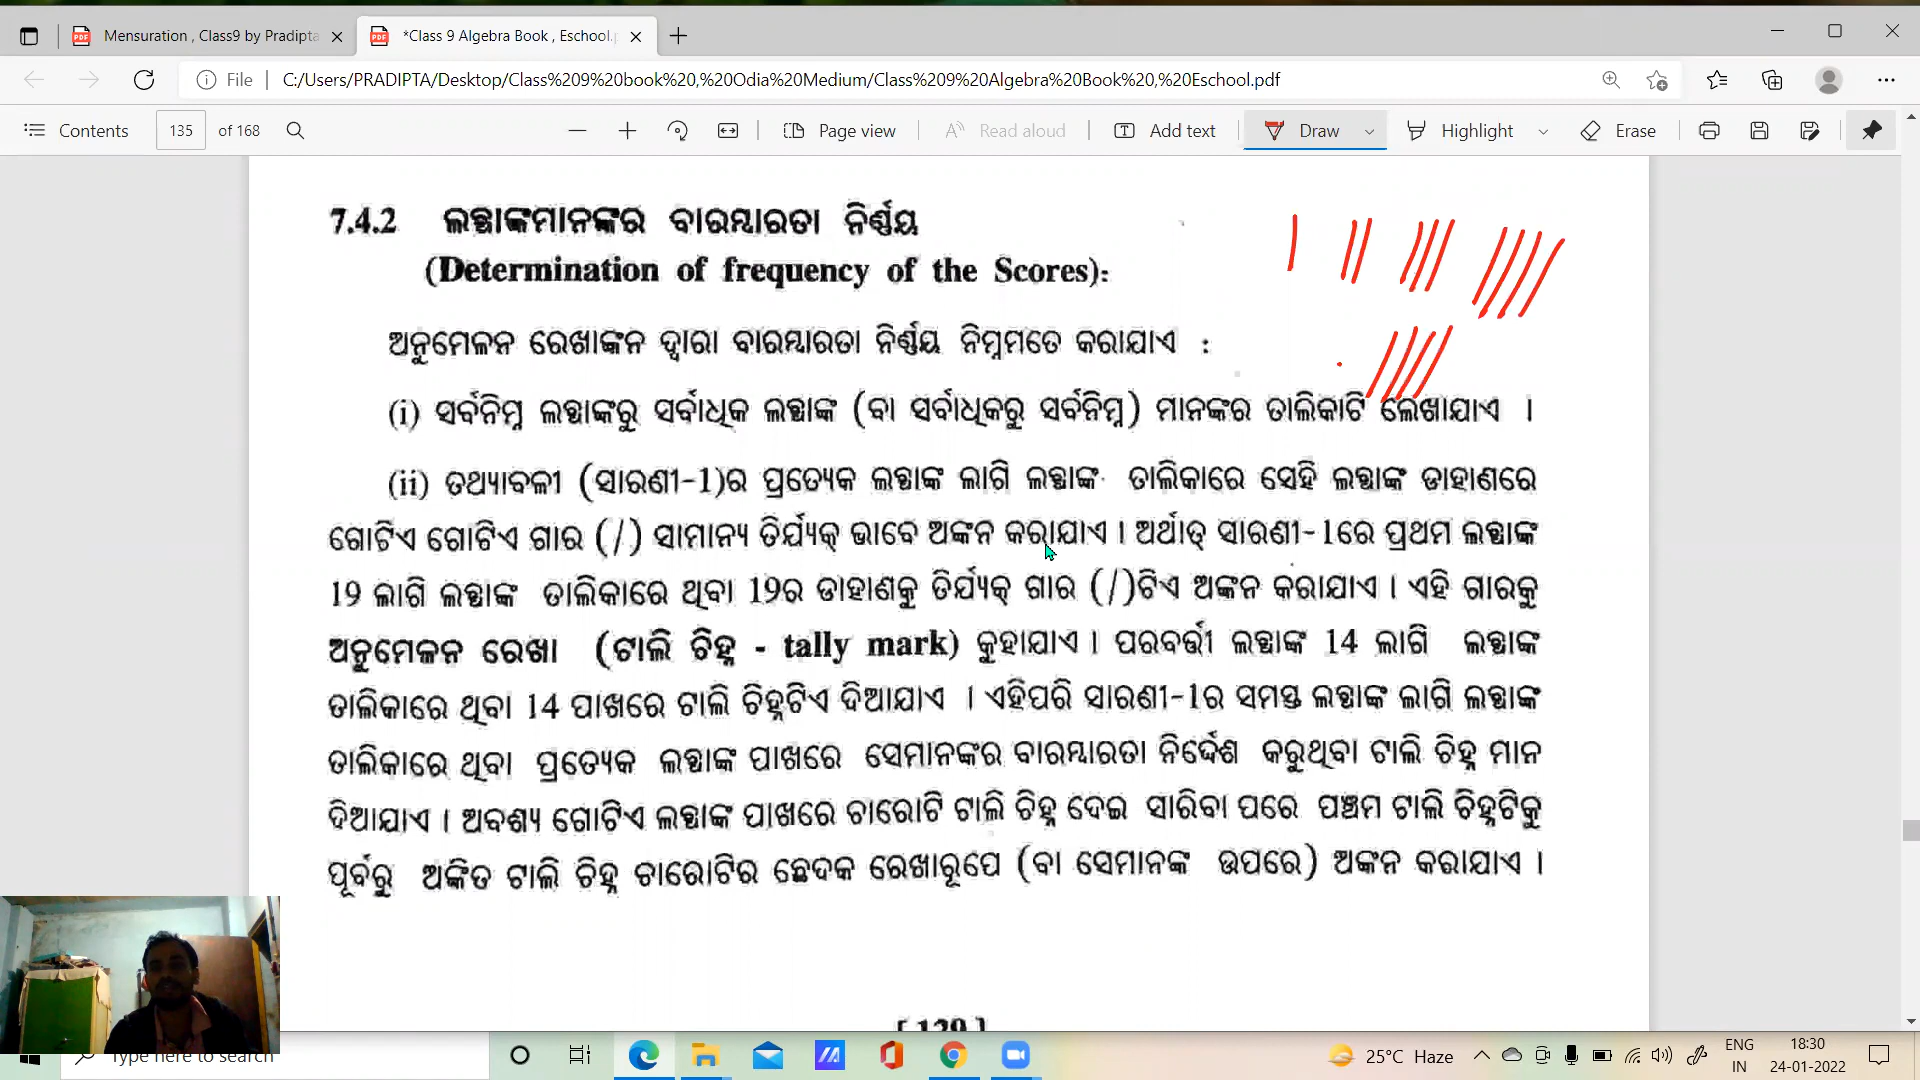 Mensuration , Class9 by Pradipta
*Class 9 Algebra Book , Eschool.p
File
C:/Users/PRADIPTA/Desktop/Class%209%20book%20,%20Odia%20Medium/Class%209%20Algebra%20Book%20,%20Eschool.pdf
Contents 135 of 168 Page view Read aloud Add text Draw Highlight Erase
7.4.2 ଲବ୍ଧାଙ୍କମାନଙ୍କର ବାରମ୍ବାରତା ନିର୍ଣ୍ଣୟ
(Determination of frequency of the Scores):
ଅନୁମେଳନ ରେଖାଙ୍କନ ଦ୍ୱାରା ବାରମ୍ବାରତା ନିର୍ଣ୍ଣୟ ନିମ୍ନମତେ କରାଯାଏ :
(i) ସର୍ବନିମ୍ନ ଲବ୍ଧାଙ୍କରୁ ସର୍ବାଧିକ ଲବ୍ଧାଙ୍କ (ବା ସର୍ବାଧିକରୁ ସର୍ବନିମ୍ନ) ମାନଙ୍କର ତାଲିକାଟି ଲେଖାଯାଏ ।
(ii) ତଥ୍ୟାବଳୀ (ସାରଣୀ-1)ର ପ୍ରତ୍ୟେକ ଲବ୍ଧାଙ୍କ ଲାଗି ଲବ୍ଧାଙ୍କ ତାଲିକାରେ ସେହି ଲବ୍ଧାଙ୍କ ଡାହାଣରେ
ଗୋଟିଏ ଗୋଟିଏ ଗାର (/) ସାମାନ୍ୟ ତିର୍ଯ୍ୟକ୍ ଭାବେ ଅଙ୍କନ କରାଯାଏ । ଅର୍ଥାତ୍ ସାରଣୀ-1ରେ ପ୍ରଥମ ଲବ୍ଧାଙ୍କ
19 ଲାଗି ଲବ୍ଧାଙ୍କ ତାଲିକାରେ ଥିବା 19ର ଡାହାଣକୁ ତିର୍ଯ୍ୟକ୍ ଗାର (/)ଟିଏ ଅଙ୍କନ କରାଯାଏ । ଏହି ଗାରକୁ
ଅନୁମେଳନ ରେଖା (ଟାଲି ଚିହ୍ନ - tally mark) କୁହାଯାଏ । ପରବର୍ତ୍ତୀ ଲବ୍ଧାଙ୍କ 14 ଲାଗି ଲବ୍ଧାଙ୍କ
ତାଲିକାରେ ଥିବା 14 ପାଖରେ ଟାଲି ଚିହ୍ନଟିଏ ଦିଆଯାଏ । ଏହିପରି ସାରଣୀ-1ର ସମସ୍ତ ଲବ୍ଧାଙ୍କ ଲାଗି ଲବ୍ଧାଙ୍କ
ତାଲିକାରେ ଥିବା ପ୍ରତ୍ୟେକ ଲବ୍ଧାଙ୍କ ପାଖରେ ସେମାନଙ୍କର ବାରମ୍ବାରତା ନିର୍ଦ୍ଦେଶ କରୁଥିବା ଟାଲି ଚିହ୍ନ ମାନ
ଦିଆଯାଏ । ଅବଶ୍ୟ ଗୋଟିଏ ଲବ୍ଧାଙ୍କ ପାଖରେ ଚାରୋଟି ଟାଲି ଚିହ୍ନ ଦେଇ ସାରିବା ପରେ ପଞ୍ଚମ ଟାଲି ଚିହ୍ନଟିକୁ
ପୂର୍ବରୁ ଅଙ୍କିତ ଟାଲି ଚିହ୍ନ ଚାରୋଟିର ଛେଦକ ରେଖାରୂପେ (ବା ସେମାନଙ୍କ ଉପରେ) ଅଙ୍କନ କରାଯାଏ ।
[ 129 ]
Type here to search
25°C Haze
ENG
IN
18:30
24-01-2022